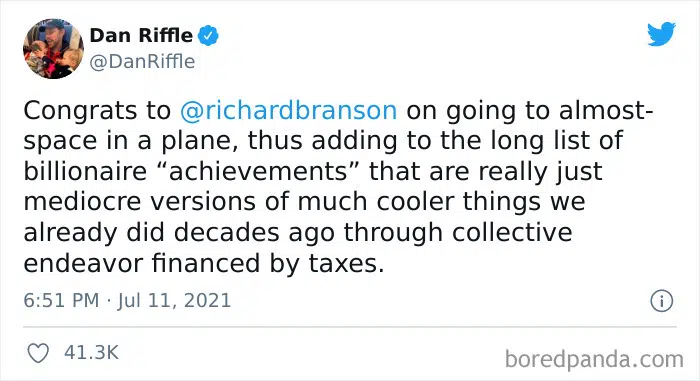 Dan Riffle
@DanRiffle
Congrats to @richardbranson on going to almost-
space in a plane, thus adding to the long list of
billionaire “achievements” that are really just
mediocre versions of much cooler things we
already did decades ago through collective
endeavor financed by taxes.
6:51 PM · Jul 11, 2021
41.3K
boredpanda.com